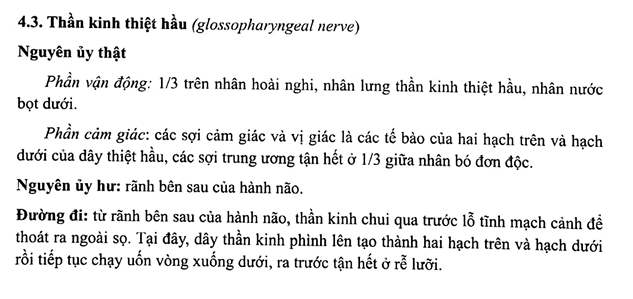 4.3. Thần kinh thiệt hầu (glossopharyngeal nerve)
Nguyên ủy thật
Phần vận động: 1/3 trên nhân hoài nghi, nhân lưng thần kinh thiệt hầu, nhân nước
bọt dưới.
Phần cảm giác: các sợi cảm giác và vị giác là các tế bào của hai hạch trên và hạch
dưới của dây thiệt hầu, các sợi trung ương tận hết ở 1/3 giữa nhân bó đơn độc.
Nguyên ủy hư: rãnh bên sau của hành não.
Đường đi: từ rãnh bên sau của hành não, thần kinh chui qua trước lỗ tĩnh mạch cảnh để
thoát ra ngoài sọ. Tại đây, dây thần kinh phình lên tạo thành hai hạch trên và hạch dưới
rồi tiếp tục chạy uốn vòng xuống dưới, ra trước tận hết ở rễ lưỡi.